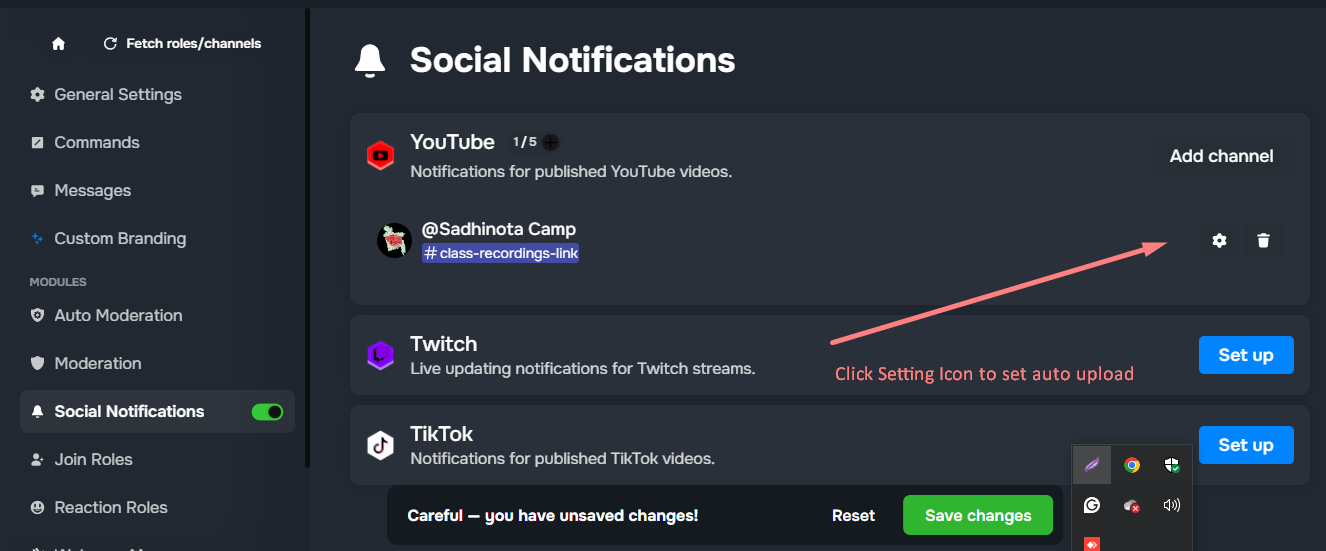 Fetch roles/channels
General Settings
Commands
Messages
Custom Branding
MODULES
Auto Moderation
Moderation
Social Notifications
Join Roles
Reaction Roles
Social Notifications
YouTube 1/5
Notifications for published YouTube videos.
Add channel
@Sadhinota Camp
# class-recordings-link
Twitch
Live updating notifications for Twitch streams.
Set up
Click Setting Icon to set auto upload
TikTok
Notifications for published TikTok videos.
Set up
Careful — you have unsaved changes!
Reset
Save changes